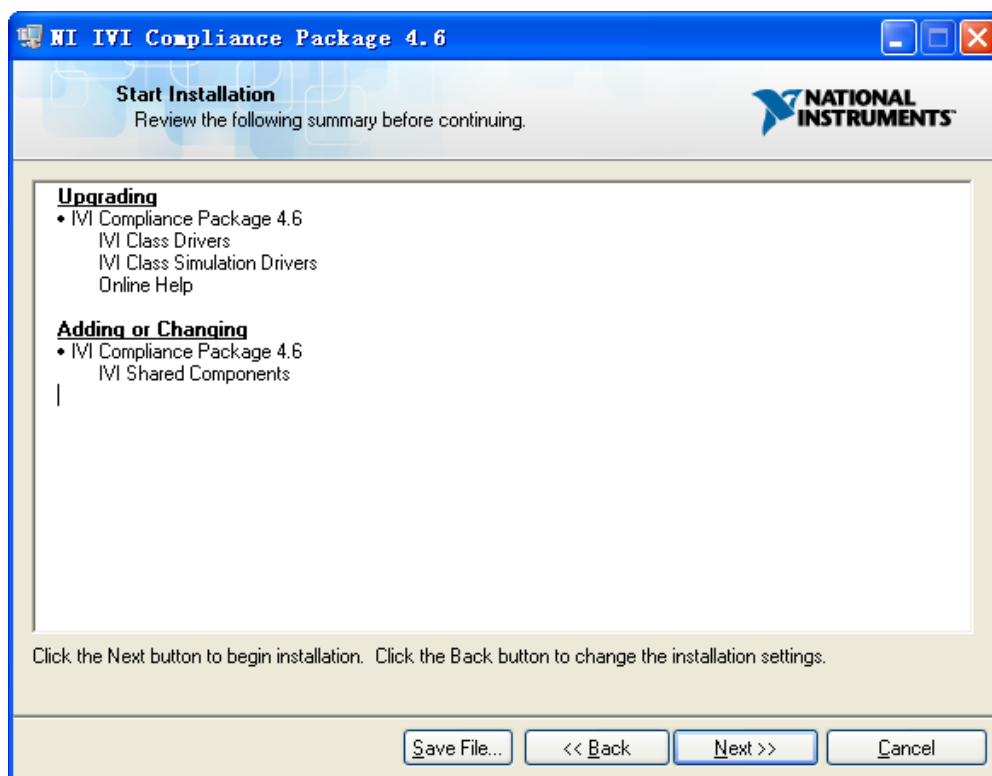 NI IVI Compliance Package 4.6
Start Installation
Review the following summary before continuing.
NATIONAL
INSTRUMENTS™
Upgrading
• IVI Compliance Package 4.6
IVI Class Drivers
IVI Class Simulation Drivers
Online Help
Adding or Changing
• IVI Compliance Package 4.6
IVI Shared Components
Click the Next button to begin installation.  Click the Back button to change the installation settings.
Save File...
<< Back
Next >>
Cancel